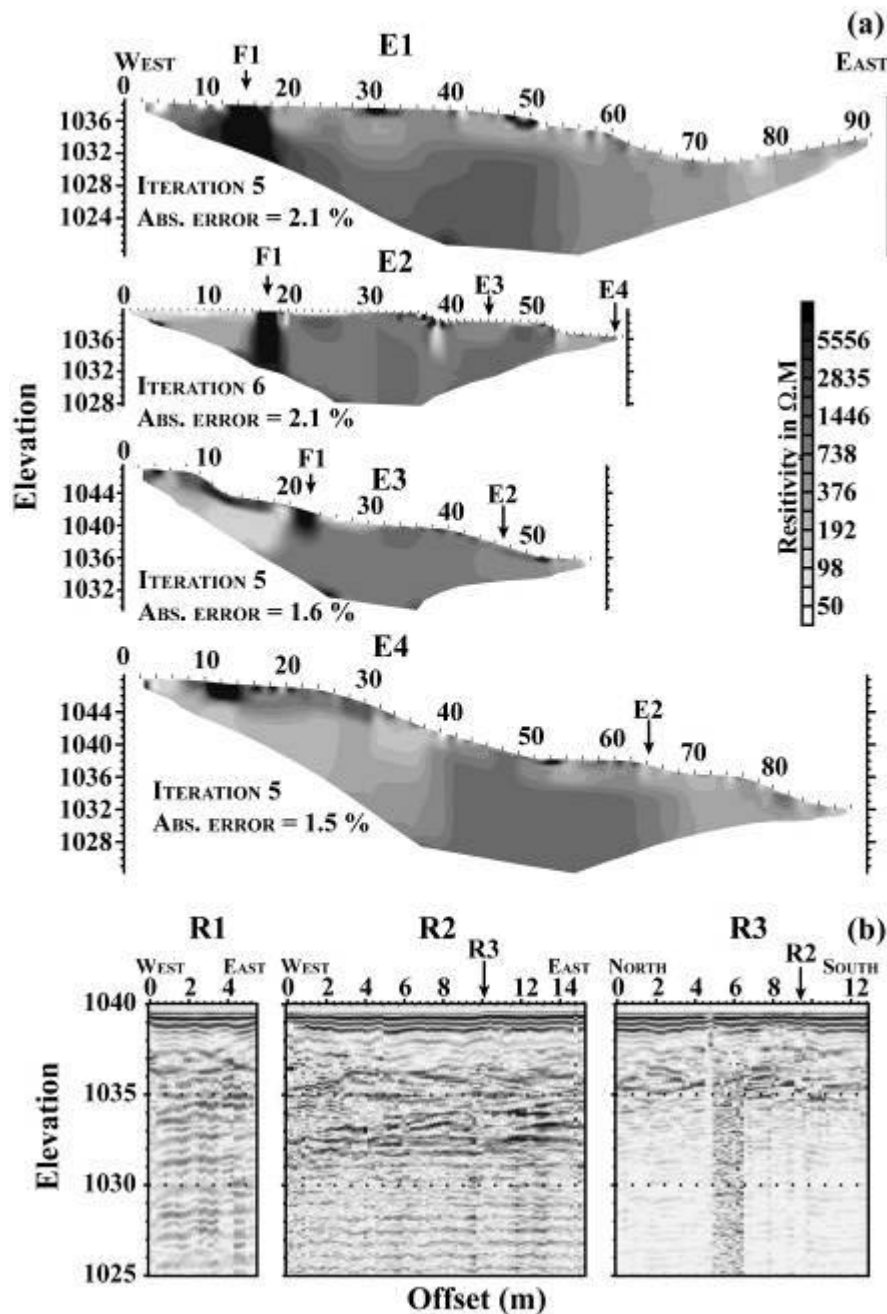 (a)
F1 E1
WEST EAST
0 10 20 30 40 50 60 70 80 90
1036
1032
1028
1024
ITERATION 5
ABS. ERROR = 2.1 %
F1 E2 E3 E4
0 10 20 30 40 50
1036
1032
1028
ITERATION 6
ABS. ERROR = 2.1 %
F1 E3 E2
0 10 20 30 40 50
1044
1040
1036
1032
ITERATION 5
ABS. ERROR = 1.6 %
E4
E2
0 10 20 30 40 50 60 70 80
1044
1040
1036
1032
1028
ITERATION 5
ABS. ERROR = 1.5 %
Elevation
Resitivity in Ω.M
5556
2835
1446
738
376
192
98
50
(b)
R1 R2 R3
R3 R2
WEST EAST WEST EAST NORTH SOUTH
0 2 4 0 2 4 6 8 12 14 0 2 4 6 8 12
1040
1035
1030
1025
Elevation
Offset (m)